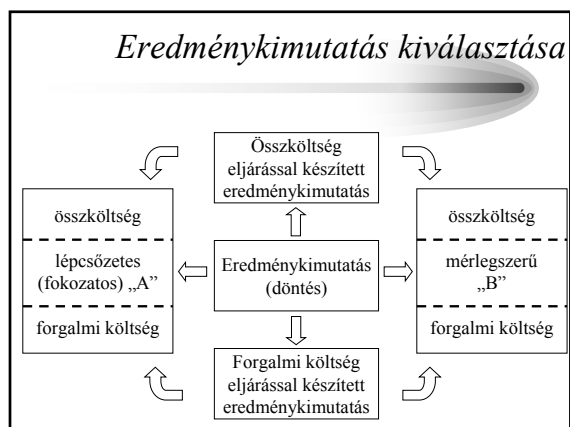 Eredménykimutatás kiválasztása
Összköltség
eljárással készített
eredménykimutatás
összköltség
lépcsőzetes
(fokozatos) „A”
forgalmi költség
Eredménykimutatás
(döntés)
összköltség
mérlegszerű
„B”
forgalmi költség
Forgalmi költség
eljárással készített
eredménykimutatás